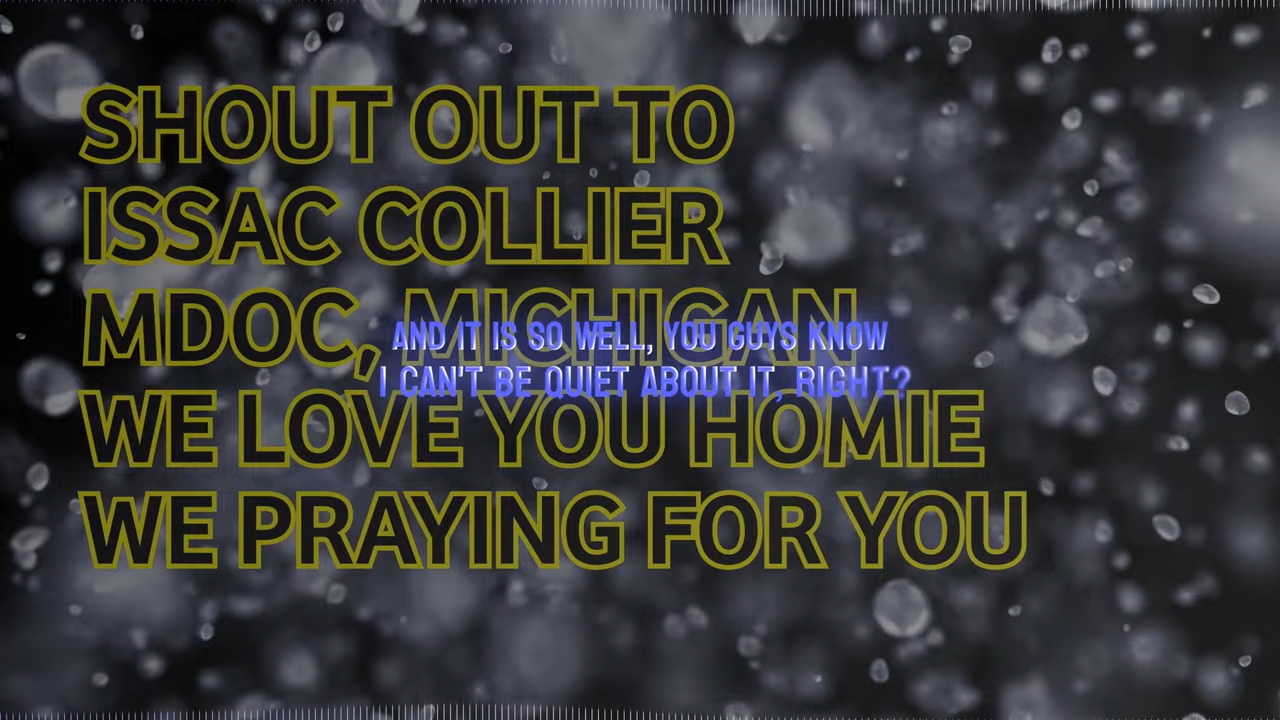 SHOUT OUT TO
ISSAC COLLIER
MDOC, MICHIGAN
WE LOVE YOU HOMIE
WE PRAYING FOR YOU
AND IT IS SO WELL, YOU GUYS KNOW
I CAN'T BE QUIET ABOUT IT, RIGHT?